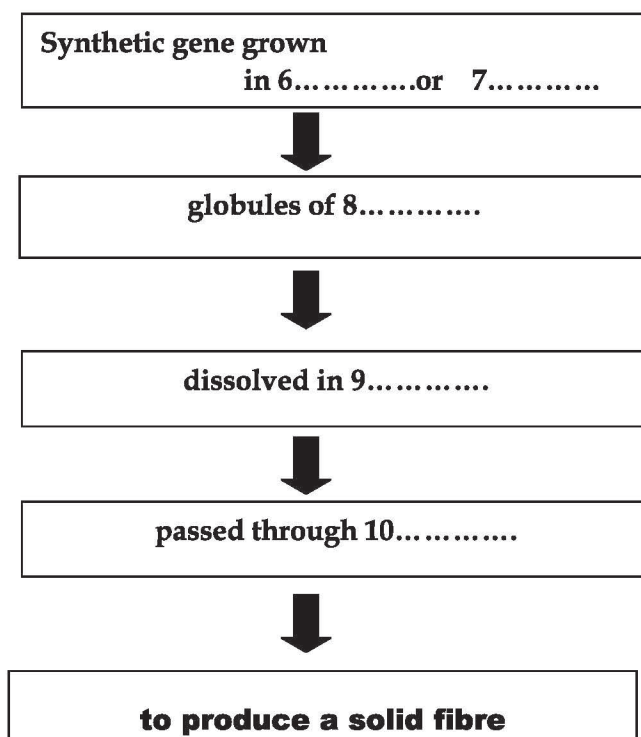 Synthetic gene grown
in 6…………..or 7…………
globules of 8………….
dissolved in 9………….
passed through 10………….
to produce a solid fibre